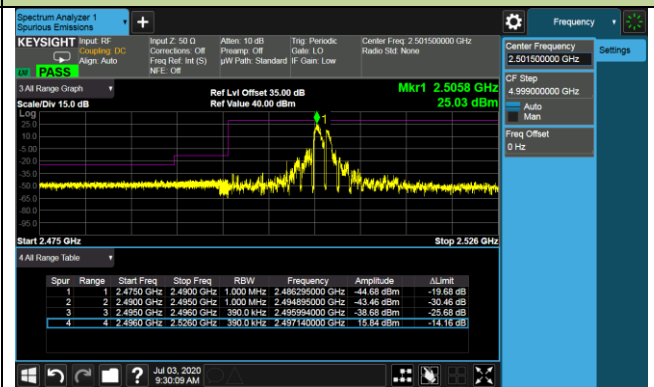 Spectrum Analyzer 1
Spurious Emissions
Frequency
KEYSIGHT
Input: RF
Coupling: DC
Align: Auto
Input Z: 50 Ω
Corrections: Off
Freq Ref: Int (S)
NFE: Off
Atten: 10 dB
Preamp: Off
µW Path: Standard
Trig: Periodic
Gate: LO
IF Gain: Low
Center Freq: 2.501500000 GHz
Radio Std: None
PASS
3 All Range Graph
Scale/Div 15.0 dB
Ref Lvl Offset 35.00 dB
Ref Value 40.00 dBm
Mkr1 2.5058 GHz
25.03 dBm
Log
25.0
10.0
-5.00
-20.0
-35.0
-50.0
-65.0
-80.0
-95.0
1
Start 2.475 GHz
Stop 2.526 GHz
4 All Range Table
Spur Range Start Freq Stop Freq RBW Frequency Amplitude ΔLimit
1 1 2.4750 GHz 2.4900 GHz 1.000 MHz 2.486295000 GHz -44.68 dBm -19.68 dB
2 2 2.4900 GHz 2.4950 GHz 1.000 MHz 2.494895000 GHz -43.46 dBm -30.46 dB
3 3 2.4950 GHz 2.4960 GHz 390.0 kHz 2.495994000 GHz -38.68 dBm -25.68 dB
4 4 2.4960 GHz 2.5260 GHz 390.0 kHz 2.497140000 GHz 15.84 dBm -14.16 dB
Jul 03, 2020
9:30:09 AM
Center Frequency
2.501500000 GHz
Settings
CF Step
4.999000000 GHz
Auto
Man
Freq Offset
0 Hz